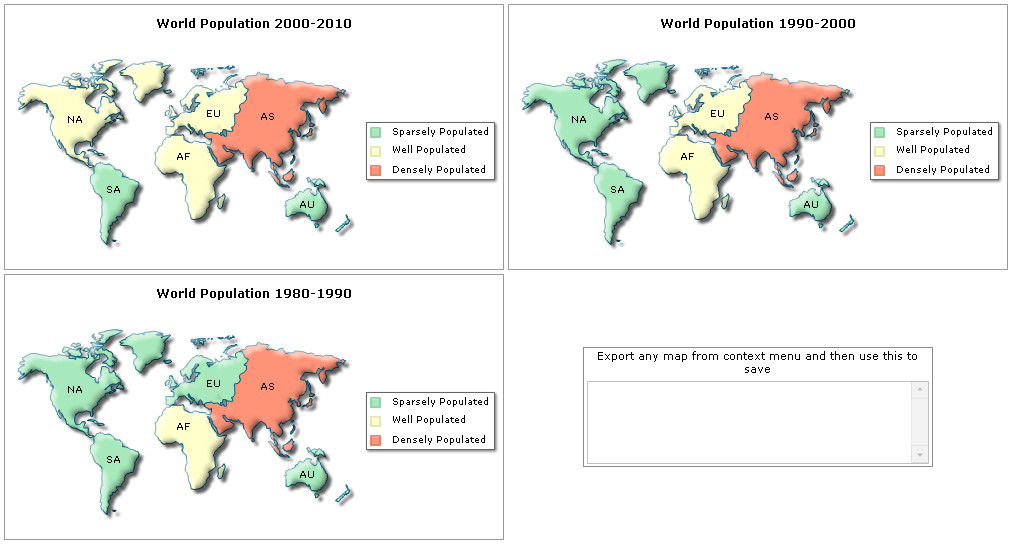 World Population 2000-2010
NA
EU
AS
AF
SA
AU
Sparsely Populated
Well Populated
Densely Populated
World Population 1990-2000
NA
EU
AS
AF
SA
AU
Sparsely Populated
Well Populated
Densely Populated
World Population 1980-1990
NA
EU
AS
AF
SA
AU
Sparsely Populated
Well Populated
Densely Populated
Export any map from context menu and then use this to
save